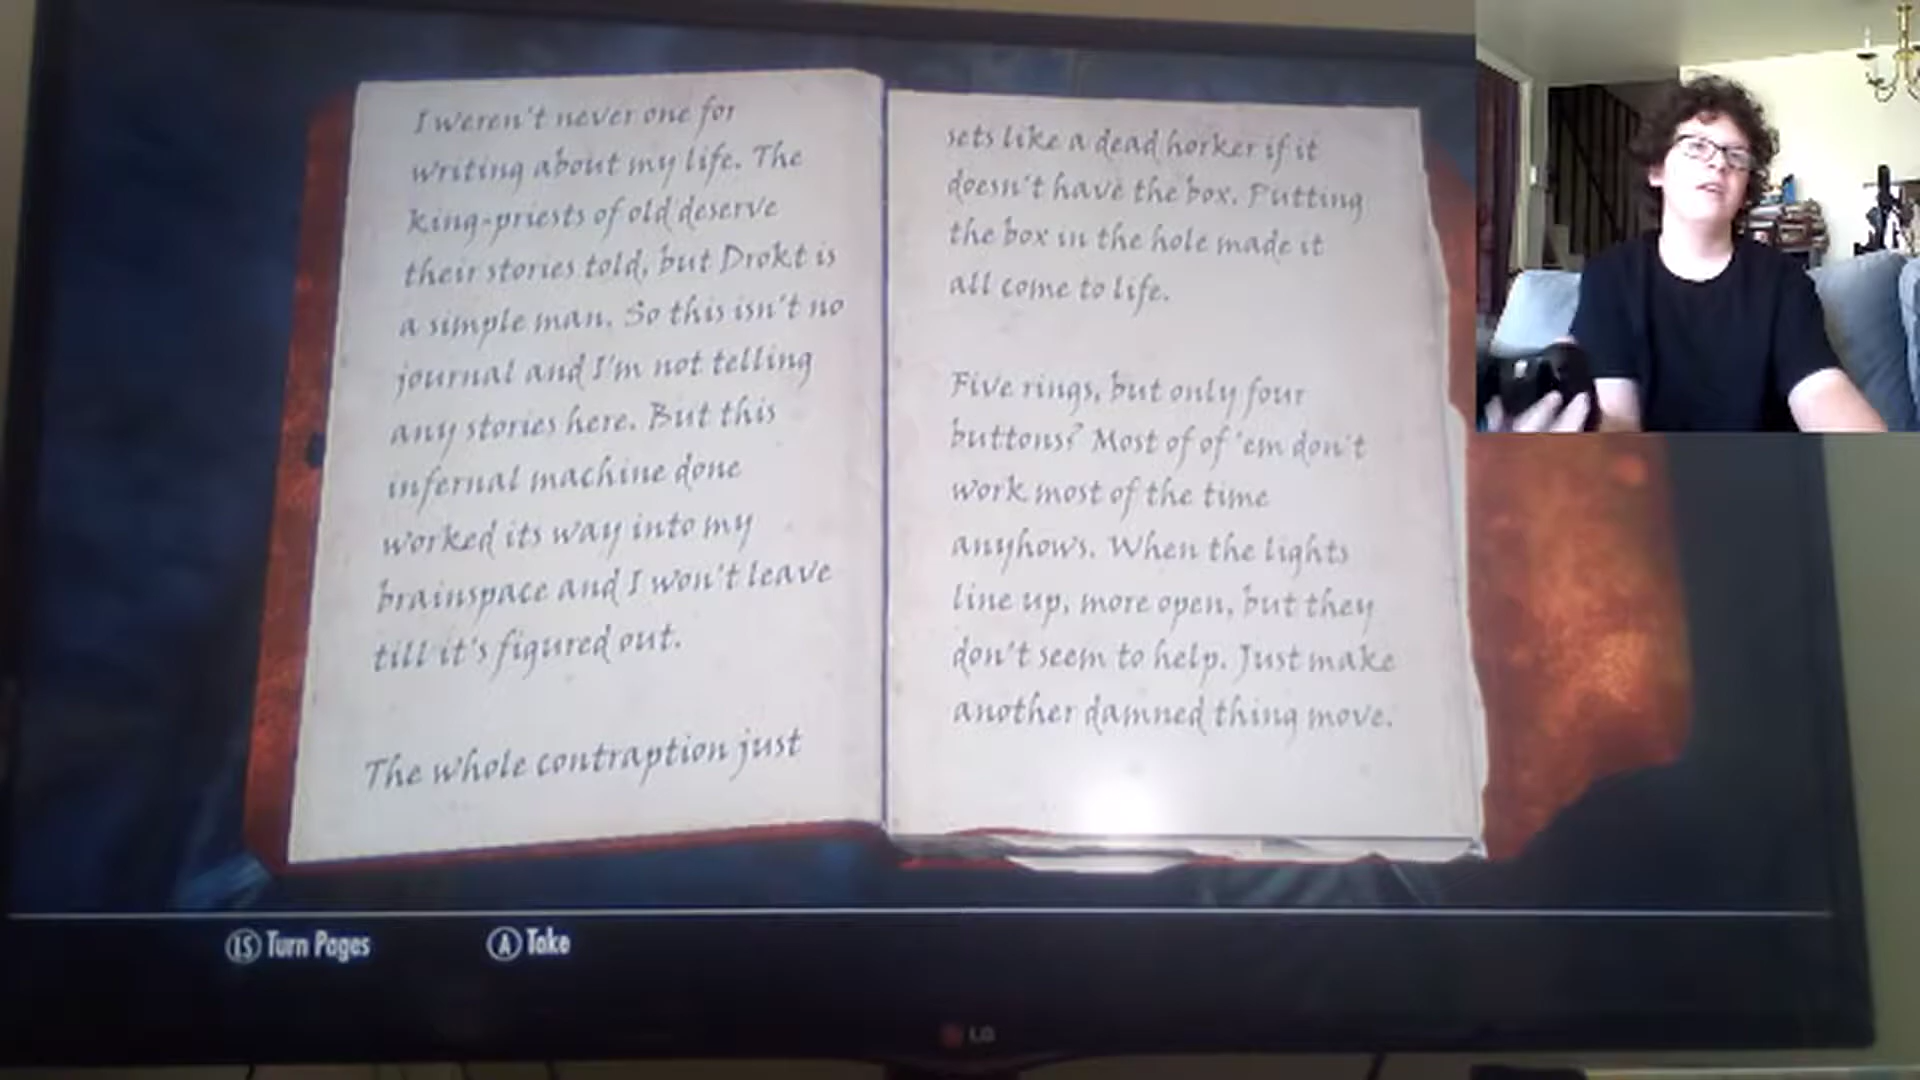 I weren't never one for
writing about my life. The
king-priests of old deserve
their stories told, but Drokt is
a simple man. So this isn't no
journal and I'm not telling
any stories here. But this
infernal machine done
worked its way into my
brainspace and I won't leave
till it's figured out.
The whole contraption just
sets like a dead horker if it
doesn't have the box. Putting
the box in the hole made it
all come to life.
Five rings, but only four
buttons? Most of of 'em don't
work most of the time
anyhows. When the lights
line up, more open, but they
don't seem to help. Just make
another damned thing move.
LS Turn Pages
A Take
LG